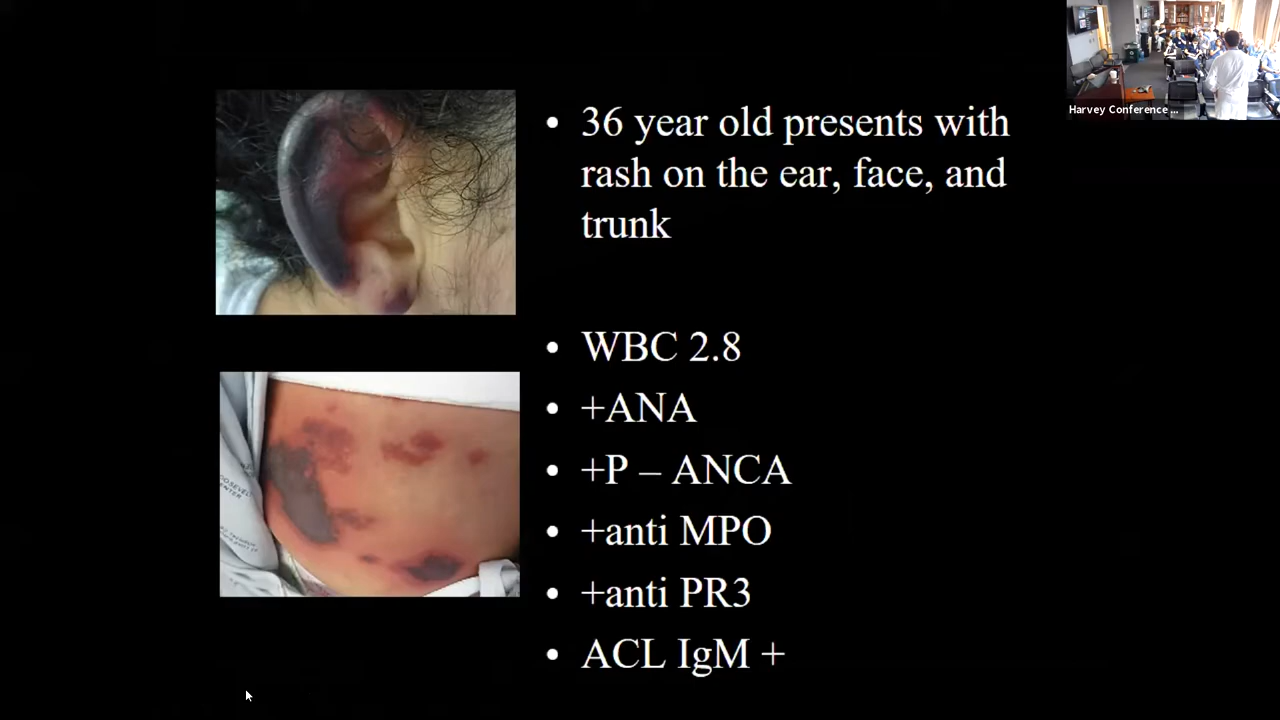 36 year old presents with
rash on the ear, face, and
trunk
WBC 2.8
+ANA
+P – ANCA
+anti MPO
+anti PR3
ACL IgM +
Harvey Conference ...